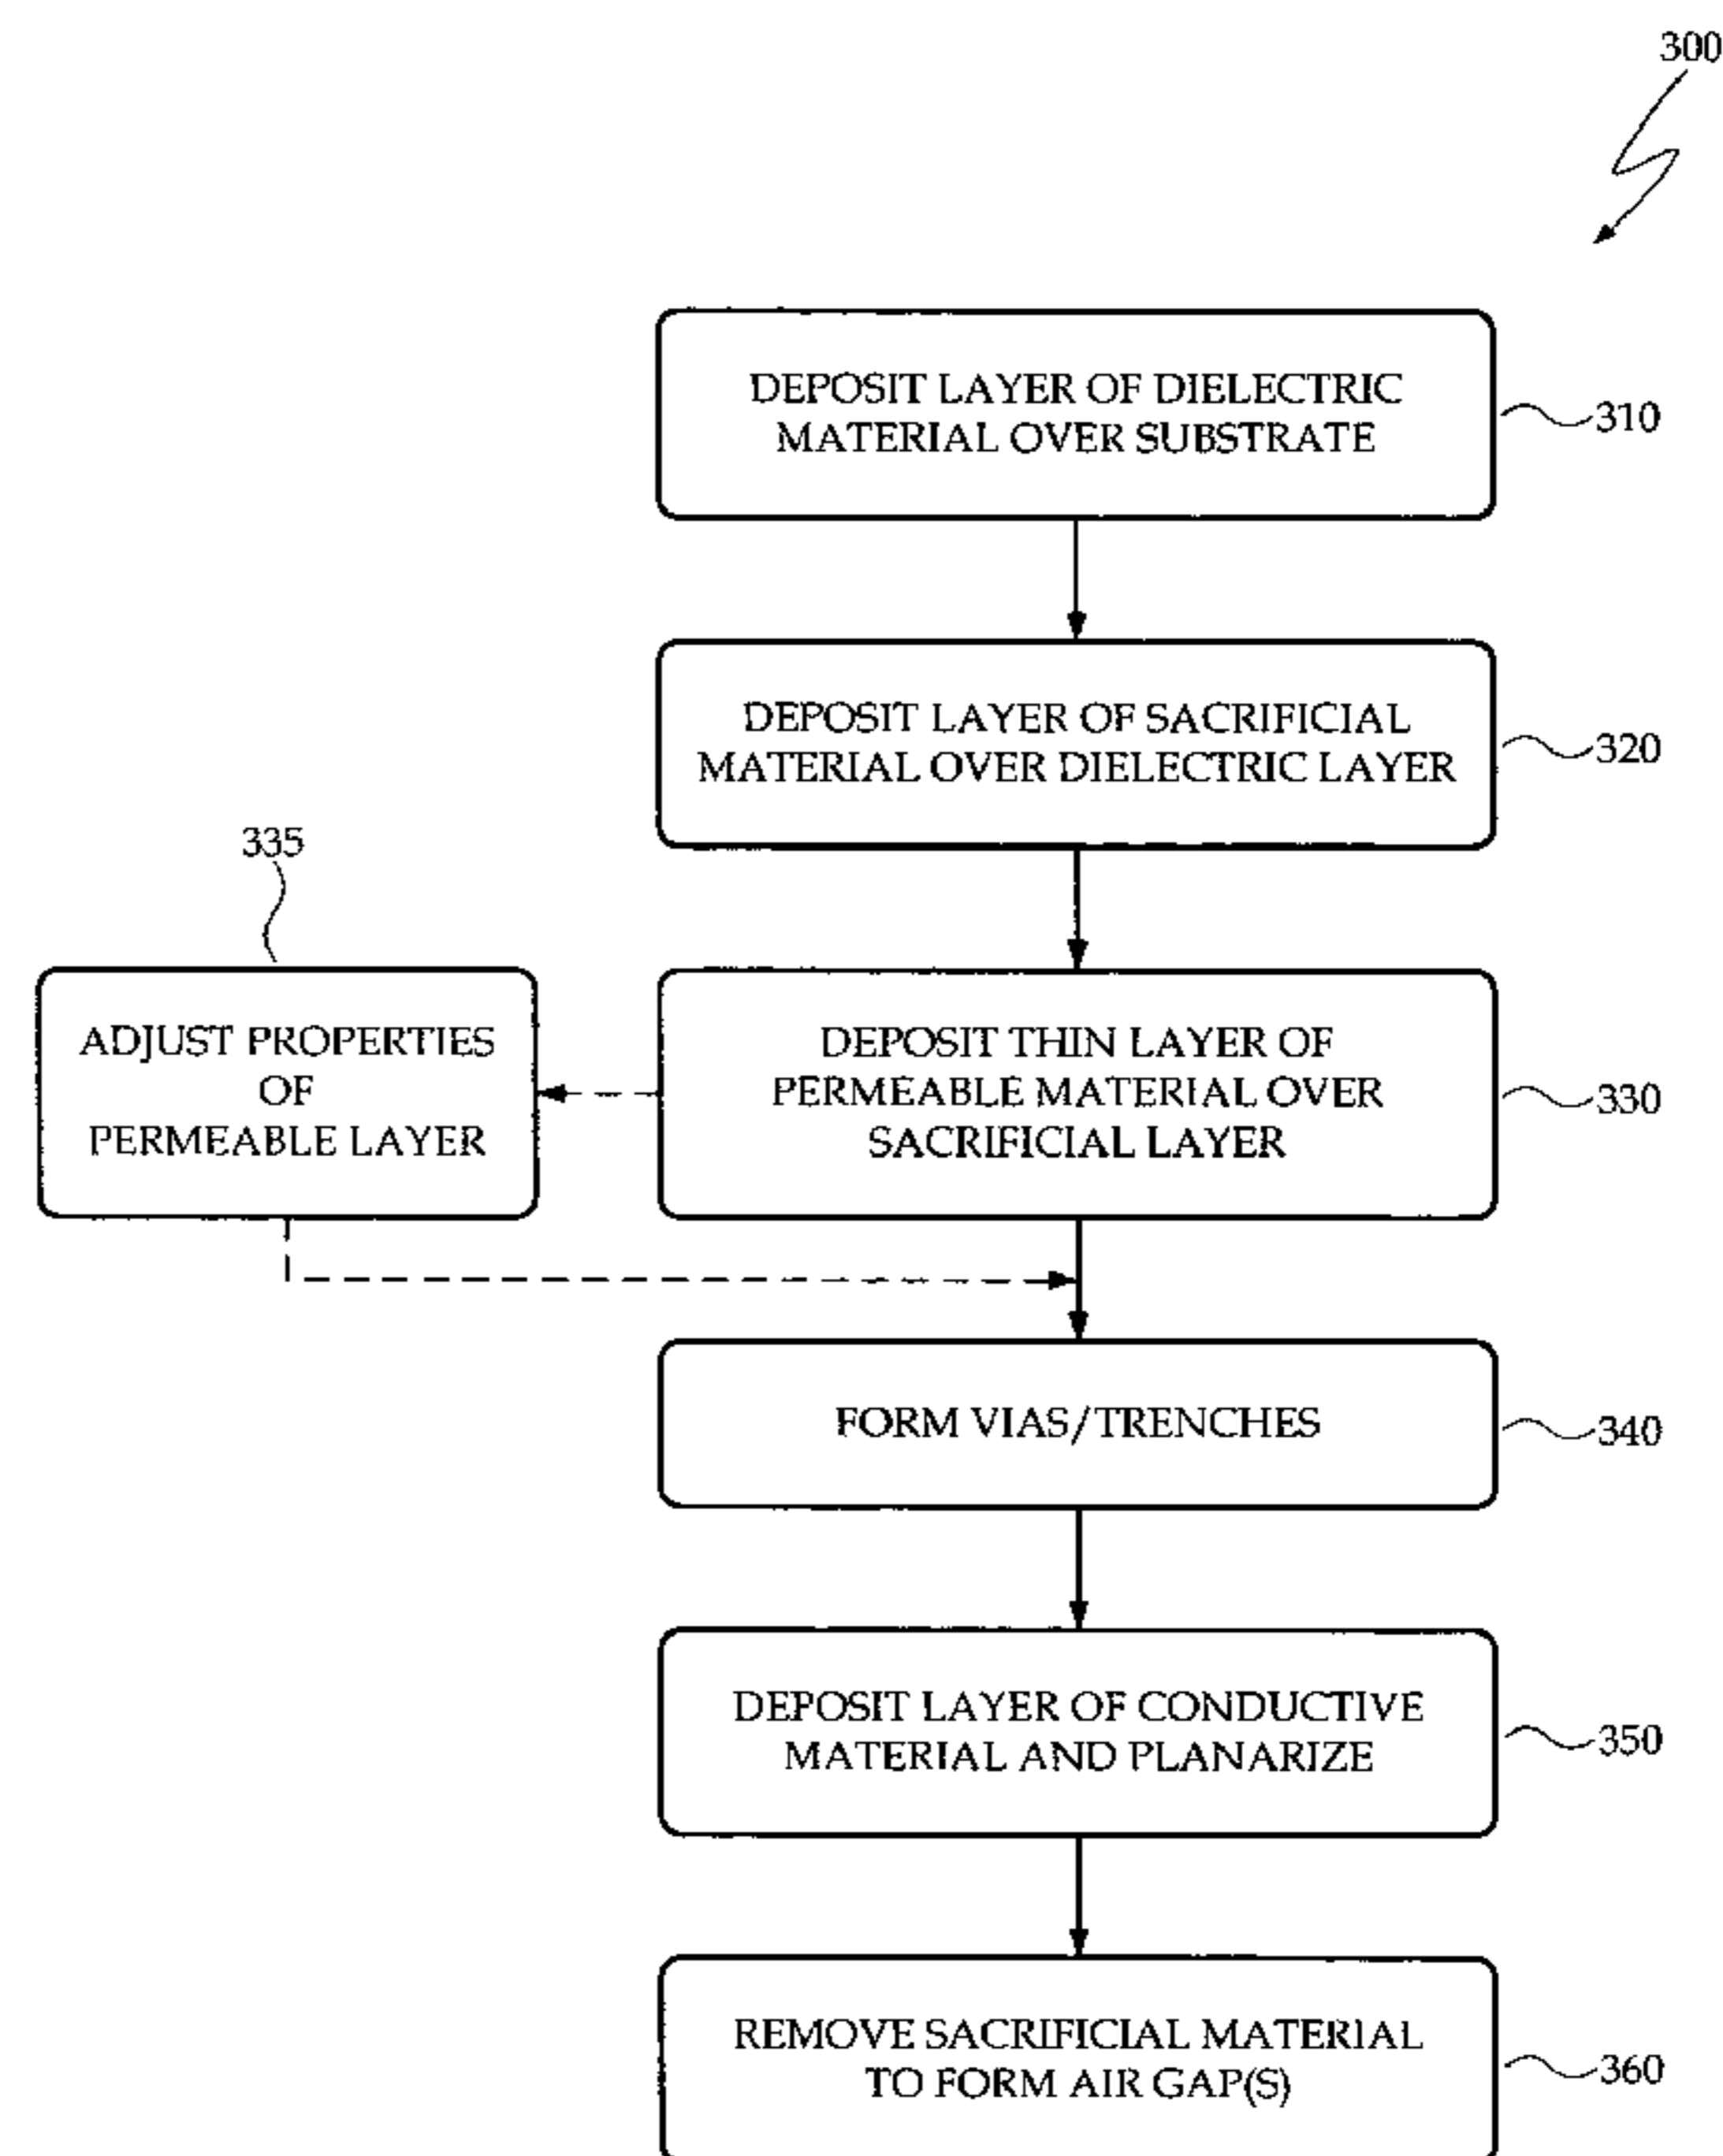 300
DEPOSIT LAYER OF DIELECTRIC
MATERIAL OVER SUBSTRATE
310
DEPOSIT LAYER OF SACRIFICIAL
MATERIAL OVER DIELECTRIC LAYER
320
335
ADJUST PROPERTIES
OF
PERMEABLE LAYER
DEPOSIT THIN LAYER OF
PERMEABLE MATERIAL OVER
SACRIFICIAL LAYER
330
FORM VIAS/TRENCHES
340
DEPOSIT LAYER OF CONDUCTIVE
MATERIAL AND PLANARIZE
350
REMOVE SACRIFICIAL MATERIAL
TO FORM AIR GAP(S)
360